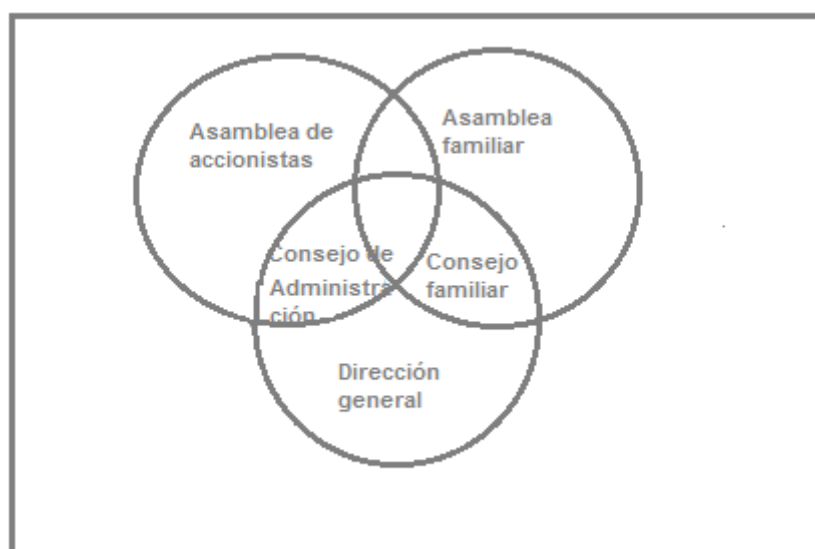 Asamblea de
accionistas
Asamblea
familiar
Consejo de
Administra
ción
Consejo
familiar
Dirección
general